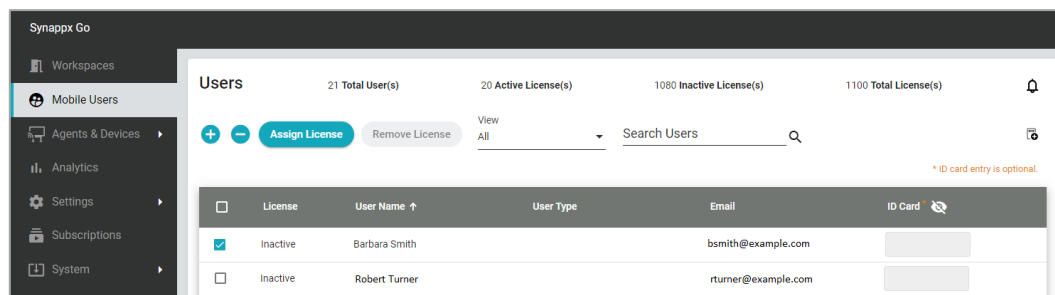 Synappx Go
Workspaces
Mobile Users
Agents & Devices
Analytics
Settings
Subscriptions
System
Users
21 Total User(s)
20 Active License(s)
1080 Inactive License(s)
1100 Total License(s)
Assign License
Remove License
View
All
Search Users
* ID card entry is optional.
License User Name ↑ User Type Email ID Card *
Inactive Barbara Smith bsmith@example.com
Inactive Robert Turner rturner@example.com